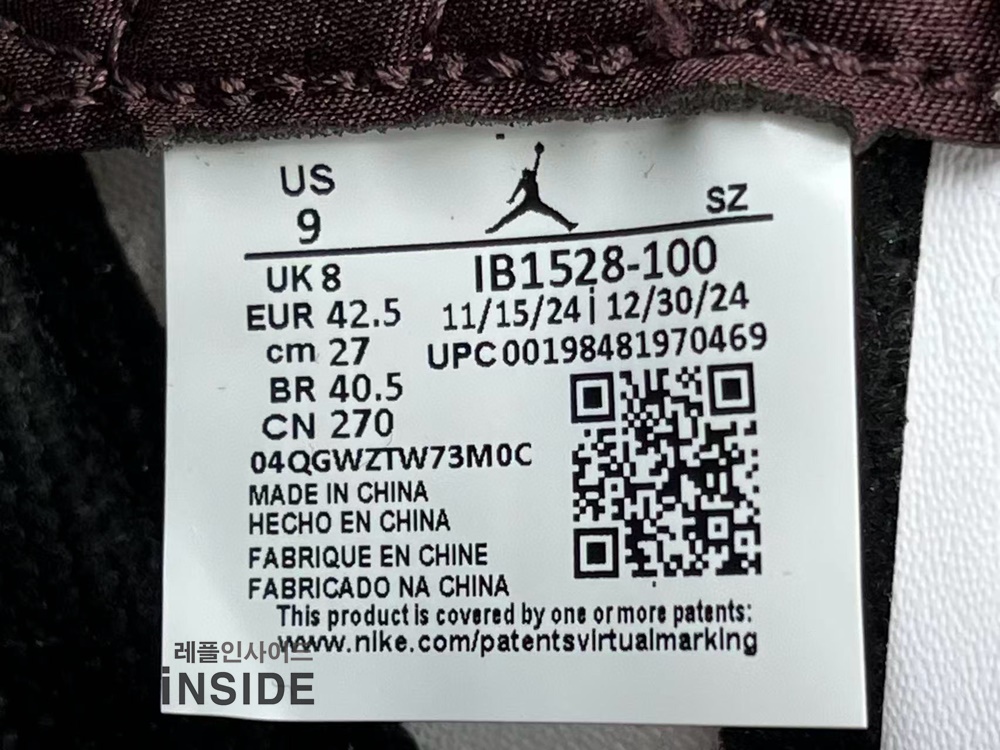 US
9
SZ
UK 8
IB1528-100
EUR 42.5
11/15/24 | 12/30/24
cm 27
UPC 00198481970469
BR 40.5
CN 270
04QGWZTW73M0C
MADE IN CHINA
HECHO EN CHINA
FABRIQUE EN CHINE
FABRICADO NA CHINA
This product is covered by one or more patents:
www.nike.com/patentsvirtualmarking
레플인사이드
iNSIDE